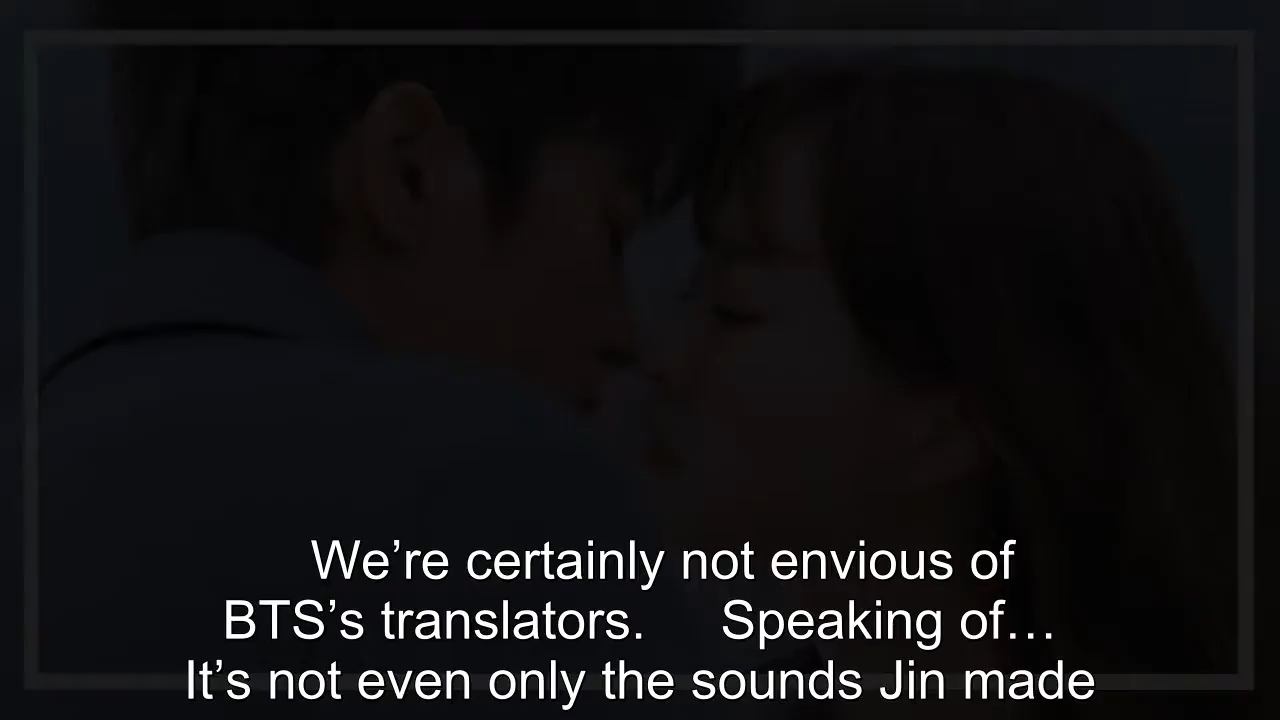 We’re certainly not envious of
BTS’s translators. Speaking of…
It’s not even only the sounds Jin made